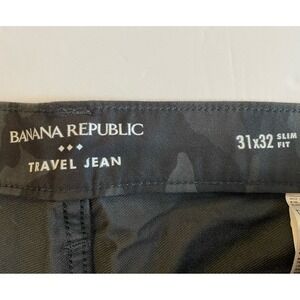 BANANA REPUBLIC
TRAVEL JEAN
31x32 SLIM FIT